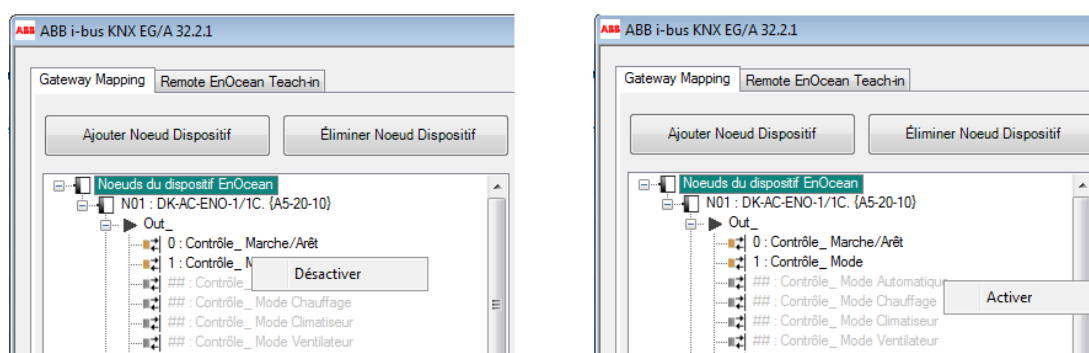 ABB ABB i-bus KNX EG/A 32.2.1
Gateway Mapping Remote EnOcean Teach-in
Ajouter Noeud Dispositif Éliminer Noeud Dispositif
Noeuds du dispositif EnOcean
N01 : DK-AC-ENO-1/1C. {A5-20-10}
Out_
0 : Contrôle_ Marche/Arêt
1 : Contrôle_
Désactiver
## : Contrôle_
## : Contrôle_ Mode Chauffage
## : Contrôle_ Mode Climatiseur
## : Contrôle_ Mode Ventilateur
ABB ABB i-bus KNX EG/A 32.2.1
Gateway Mapping Remote EnOcean Teach-in
Ajouter Noeud Dispositif Éliminer Noeud Dispositif
Noeuds du dispositif EnOcean
N01 : DK-AC-ENO-1/1C. {A5-20-10}
Out_
0 : Contrôle_ Marche/Arêt
1 : Contrôle_ Mode
## : Contrôle_ Mode Automatique
## : Contrôle_ Mode Chauffage
Activer
## : Contrôle_ Mode Climatiseur
## : Contrôle_ Mode Ventilateur